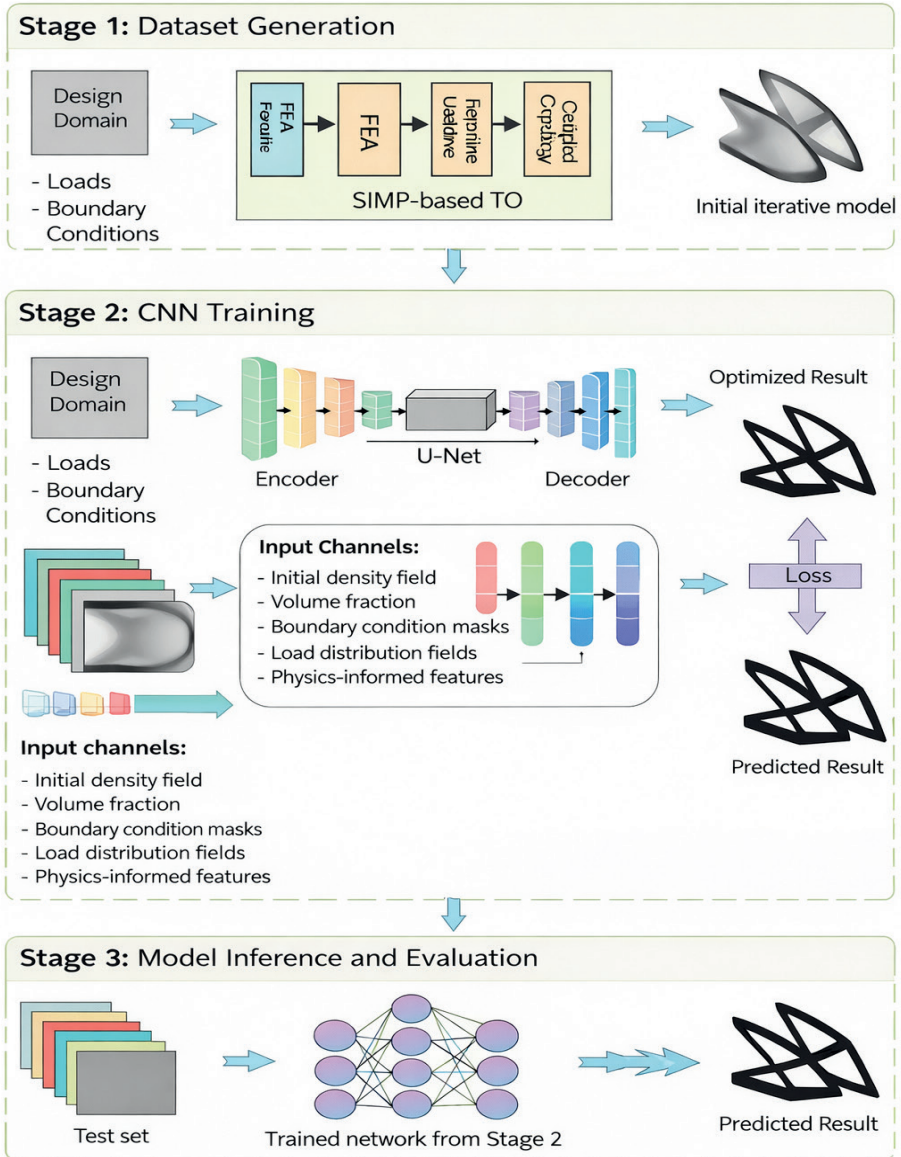 Stage 1: Dataset Generation
Design
Domain
- Loads
- Boundary
Conditions
FEA
FEA
SIMP-based TO
Initial iterative model
Stage 2: CNN Training
Design
Domain
- Loads
- Boundary
Conditions
Encoder
U-Net
Decoder
Optimized Result
Input Channels:
- Initial density field
- Volume fraction
- Boundary condition masks
- Load distribution fields
- Physics-informed features
Loss
Predicted Result
Input channels:
- Initial density field
- Volume fraction
- Boundary condition masks
- Load distribution fields
- Physics-informed features
Stage 3: Model Inference and Evaluation
Test set
Trained network from Stage 2
Predicted Result